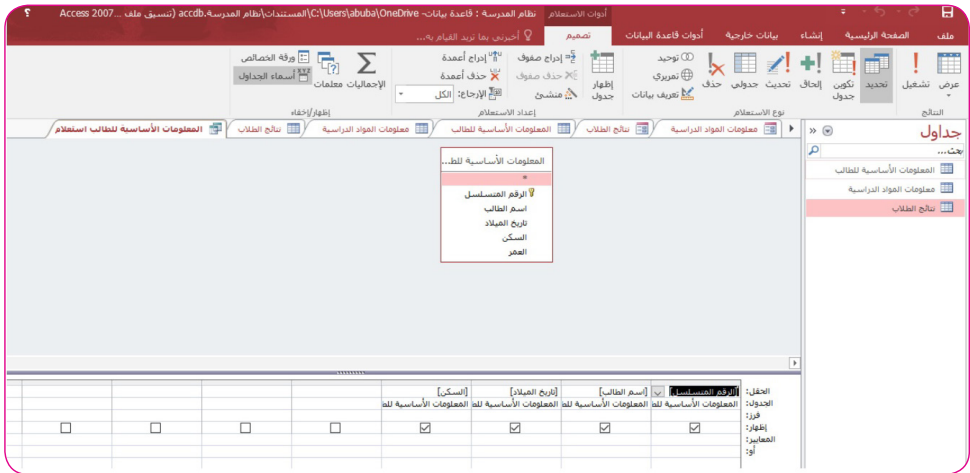 أدوات الاستعلام
نظام المدرسة : قاعدة بيانات- C:\Users\abuba\OneDrive\المستندات\نظام المدرسة.accdb (تنسيق ملف Access 2007...
?
ملف
الصفحة الرئيسية
إنشاء
بيانات خارجية
أدوات قاعدة البيانات
تصميم
أخبرني بما تريد القيام به...
عرض
تشغيل
تحديد
تكوين جدول
إلحاق
تحديث
جدولي
حذف
توحيد
تمريري
تعريف بيانات
إظهار جدول
إدراج صفوف
حذف صفوف
منشئ
إدراج أعمدة
حذف أعمدة
الإرجاع: الكل
الإجماليات
معلمات
ورقة الخصائص
أسماء الجداول
النتائج
نوع الاستعلام
إعداد الاستعلام
إظهار/إخفاء
جداول
بحث...
المعلومات الأساسية للطالب
معلومات المواد الدراسية
نتائج الطلاب
معلومات المواد الدراسية
نتائج الطلاب
المعلومات الأساسية للطالب
معلومات المواد الدراسية
نتائج الطلاب
المعلومات الأساسية للطالب استعلام
المعلومات الأساسية للط...
*
الرقم المتسلسل
اسم الطالب
تاريخ الميلاد
السكن
العمر
الحقل: [الرقم المتسلسل] [اسم الطالب] [تاريخ الميلاد] [السكن]
الجدول: المعلومات الأساسية للط المعلومات الأساسية للط المعلومات الأساسية للط المعلومات الأساسية للط
فرز:
إظهار:
المعايير:
أو: